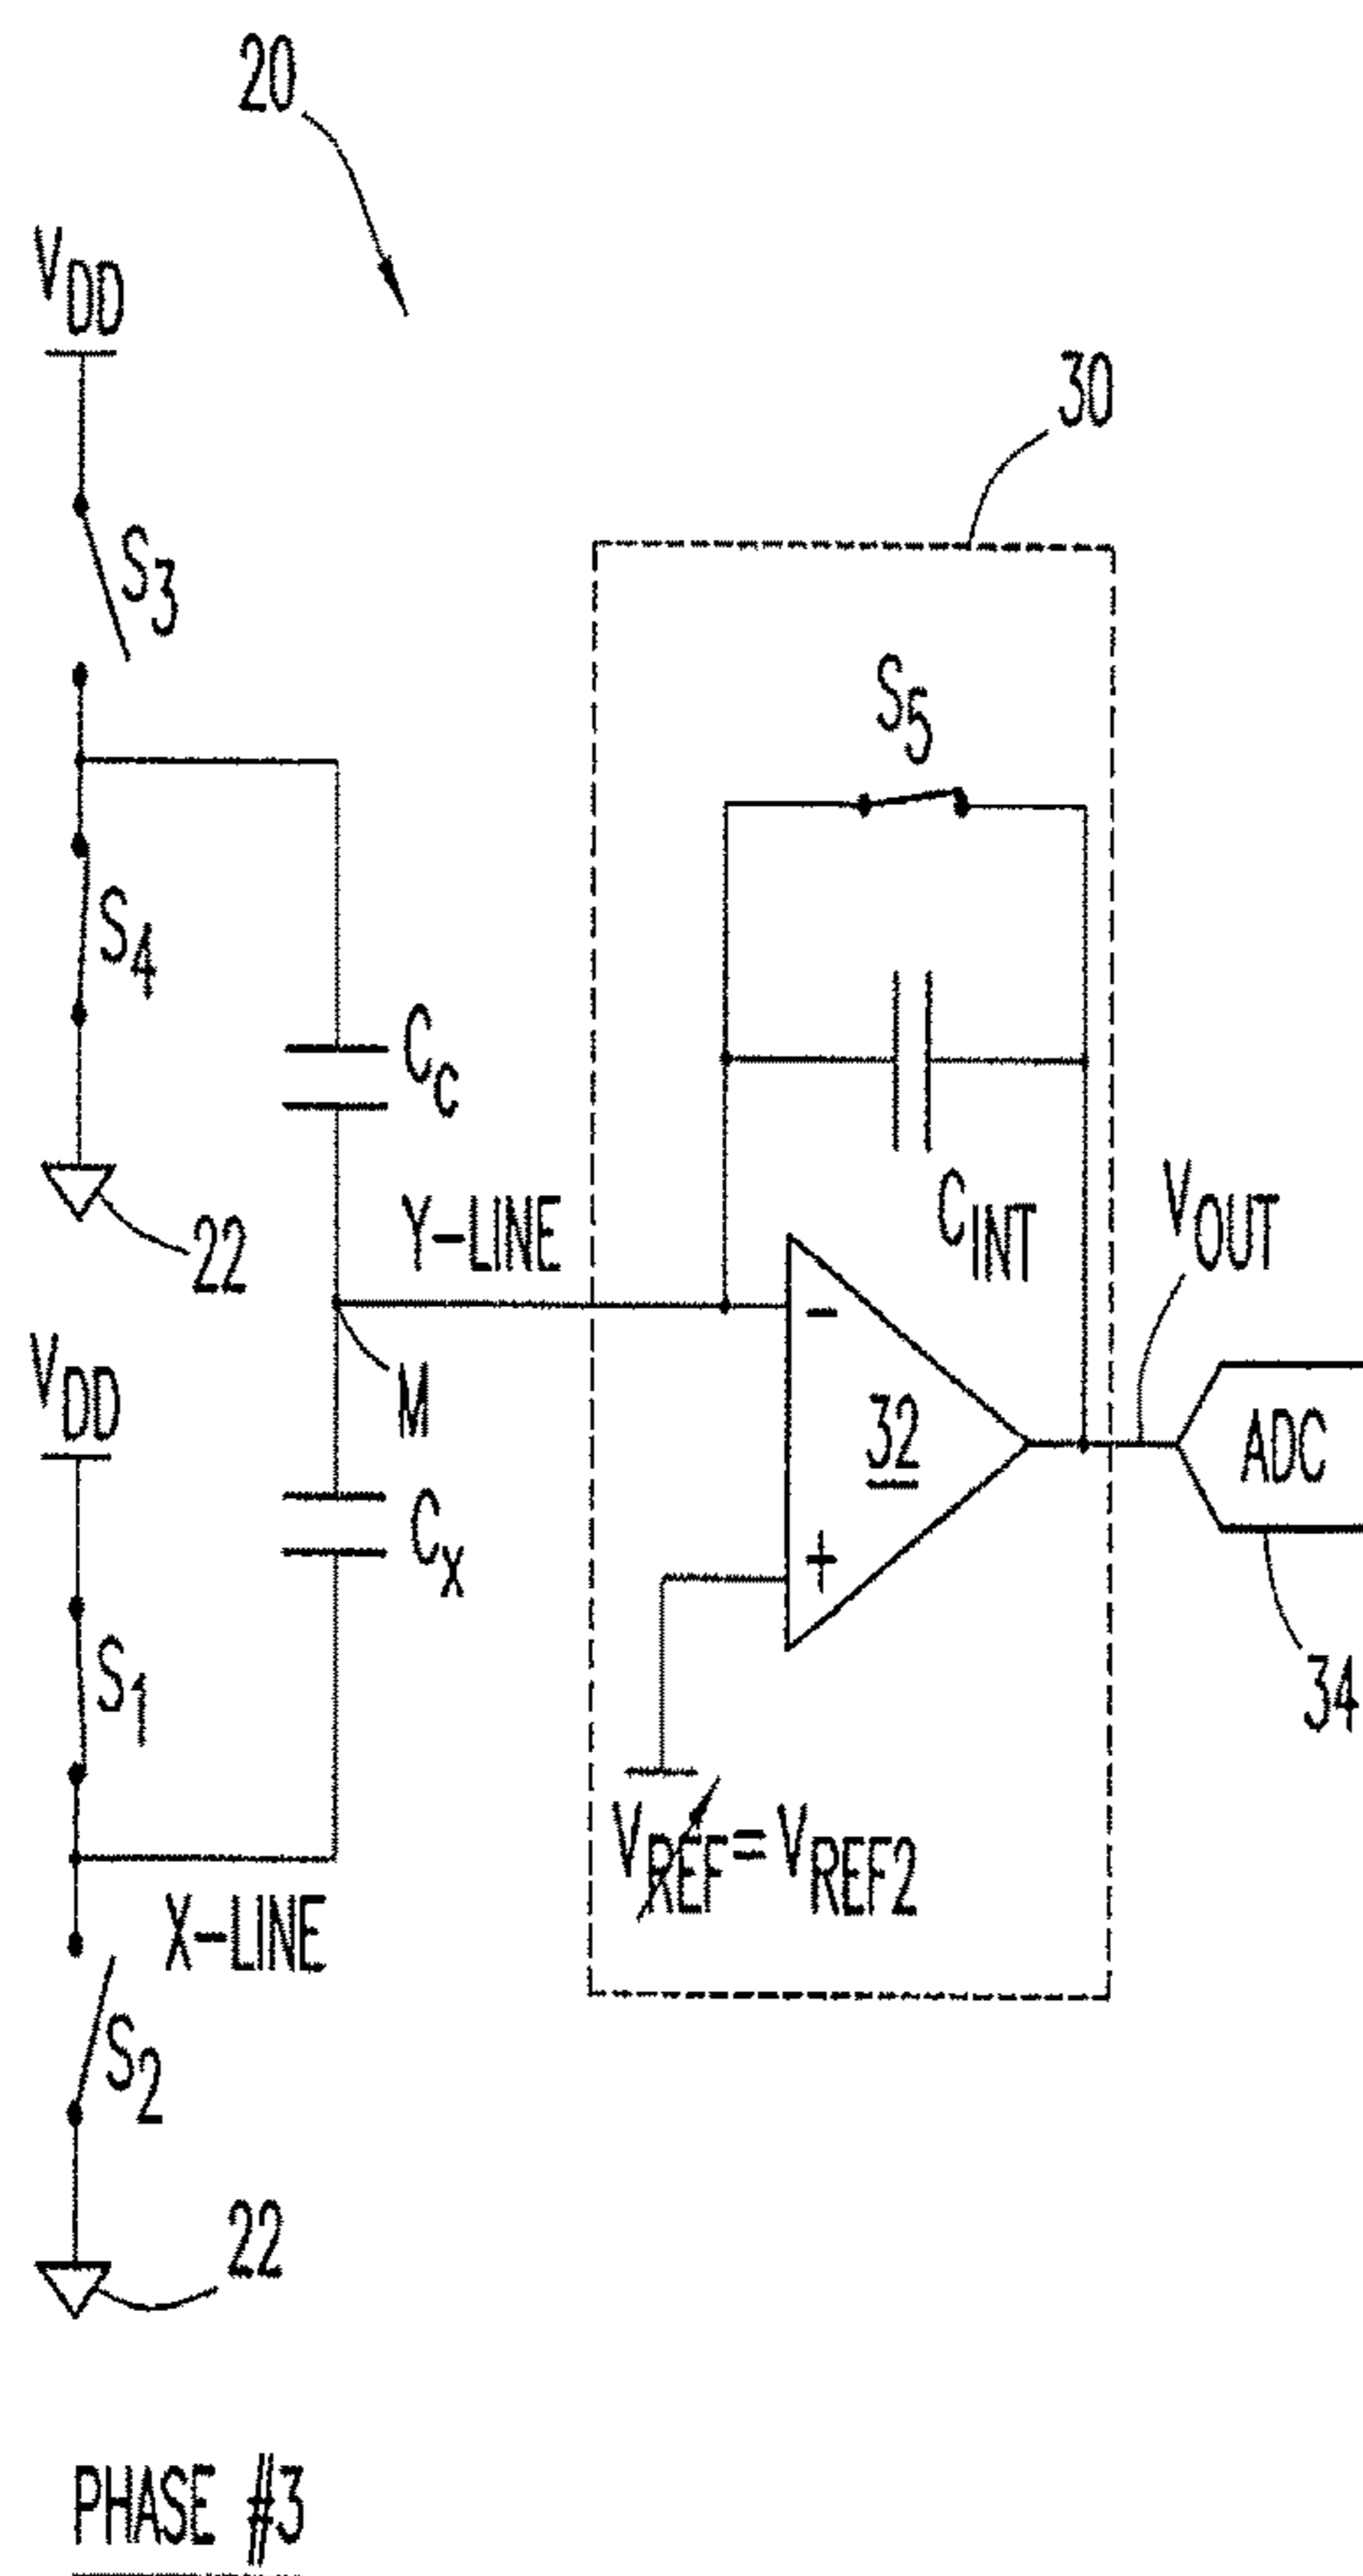 20
V_DD
30
S_3
S_5
S_4
C_C
22
Y-LINE
C_INT
V_OUT
V_DD
M
-
32
ADC
C_X
+
S_1
34
V_REF=V_REF2
X-LINE
S_2
22
PHASE #3